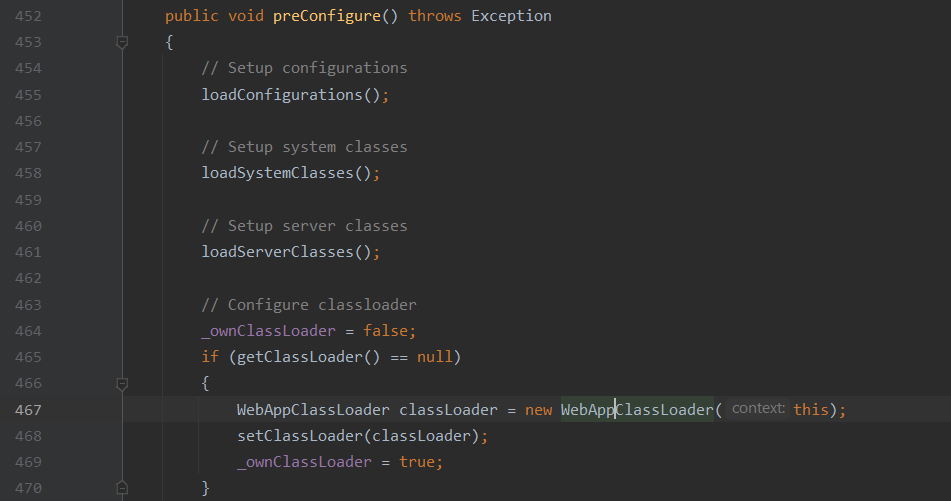 452 public void preConfigure() throws Exception
453 {
454 // Setup configurations
455 loadConfigurations();
456
457 // Setup system classes
458 loadSystemClasses();
459
460 // Setup server classes
461 loadServerClasses();
462
463 // Configure classloader
464 _ownClassLoader = false;
465 if (getClassLoader() == null)
466 {
467 WebAppClassLoader classLoader = new WebAppClassLoader( context: this);
468 setClassLoader(classLoader);
469 _ownClassLoader = true;
470 }